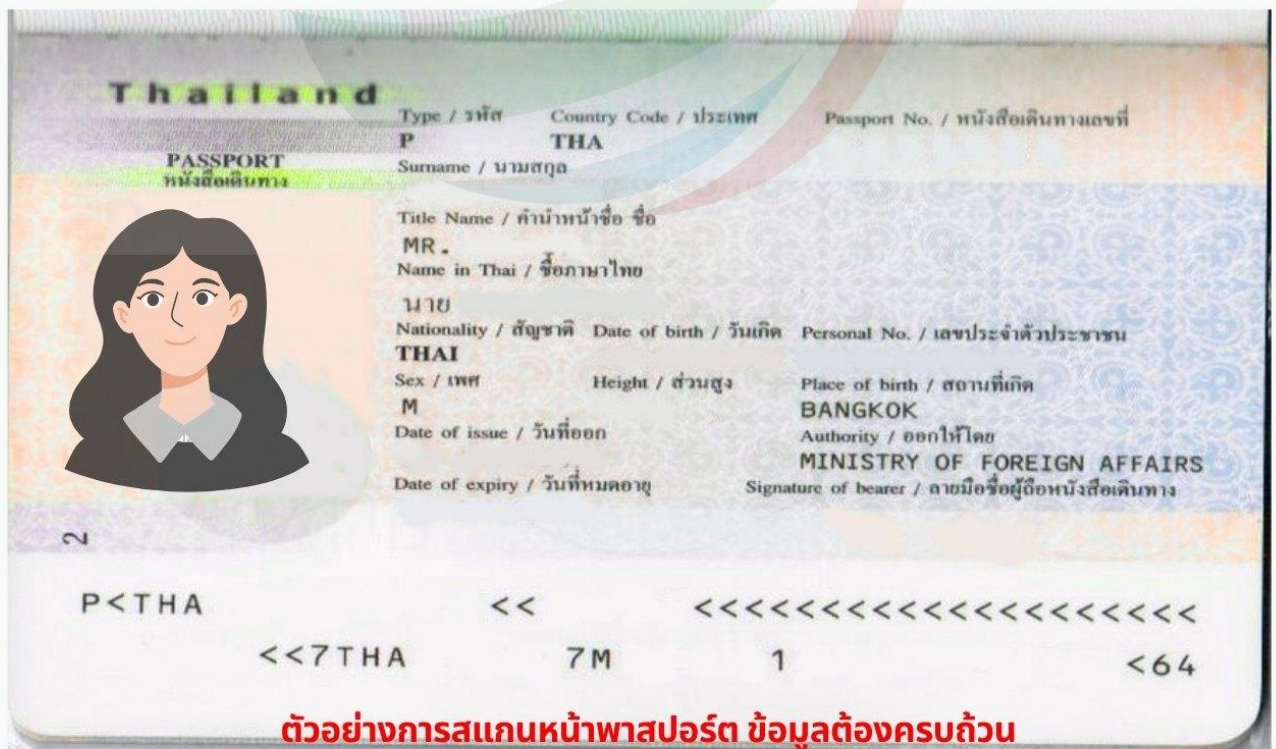 Thailand
Type / รหัส Country Code / ประเทศ Passport No. / หนังสือเดินทางเลขที่
P THA
PASSPORT
หนังสือเดินทาง
Surname / นามสกุล
Title Name / คำนำหน้าชื่อ ชื่อ
MR.
Name in Thai / ชื่อภาษาไทย
นาย
Nationality / สัญชาติ Date of birth / วันเกิด Personal No. / เลขประจำตัวประชาชน
THAI
Sex / เพศ Height / ส่วนสูง Place of birth / สถานที่เกิด
M BANGKOK
Date of issue / วันที่ออก Authority / ออกให้โดย
MINISTRY OF FOREIGN AFFAIRS
Date of expiry / วันที่หมดอายุ Signature of bearer / ลายมือชื่อผู้ถือหนังสือเดินทาง
2
P<THA << <<<<<<<<<<<<<<<<<<<<
<<7THA 7M 1 <64
ตัวอย่างการสแกนหน้าพาสปอร์ต ข้อมูลต้องครบถ้วน